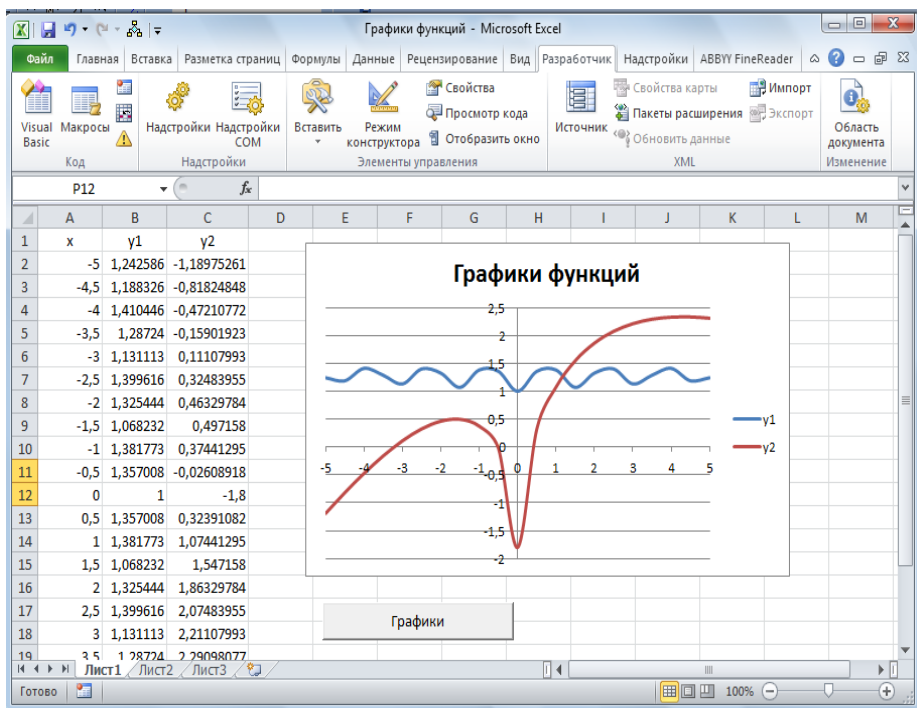 Графики функций - Microsoft Excel
Файл Главная Вставка Разметка страниц Формулы Данные Рецензирование Вид Разработчик Надстройки ABBYY FineReader
Visual Basic
Макросы
Код
Надстройки
Надстройки COM
Надстройки
Вставить
Режим конструктора
Свойства
Просмотр кода
Отобразить окно
Элементы управления
Источник
Свойства карты
Пакеты расширения
Обновить данные
Импорт
Экспорт
XML
Область документа
Изменение
P12 fx
A B C D E F G H I J K L M
1 x y1 y2
2 -5 1,242586 -1,18975261
3 -4,5 1,188326 -0,81824848
4 -4 1,410446 -0,47210772
5 -3,5 1,28724 -0,15901923
6 -3 1,131113 0,11107993
7 -2,5 1,399616 0,32483955
8 -2 1,325444 0,46329784
9 -1,5 1,068232 0,497158
10 -1 1,381773 0,37441295
11 -0,5 1,357008 -0,02608918
12 0 1 -1,8
13 0,5 1,357008 0,32391082
14 1 1,381773 1,07441295
15 1,5 1,068232 1,547158
16 2 1,325444 1,86329784
17 2,5 1,399616 2,07483955
18 3 1,131113 2,21107993
19 3,5 1,28724 2,29098077
Графики функций
2,5
2
1,5
1
0,5
0
-5 -4 -3 -2 -1 0 1 2 3 4 5
-0,5
-1
-1,5
-2
y1
y2
Графики
Лист1 Лист2 Лист3
Готово 100%